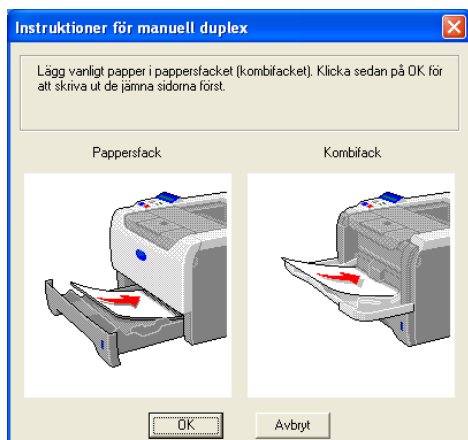 Instruktioner för manuell duplex
Lägg vanligt papper i pappersfacket (kombifacket). Klicka sedan på OK för
att skriva ut de jämna sidorna först.
Pappersfack
Kombifack
OK
Avbryt